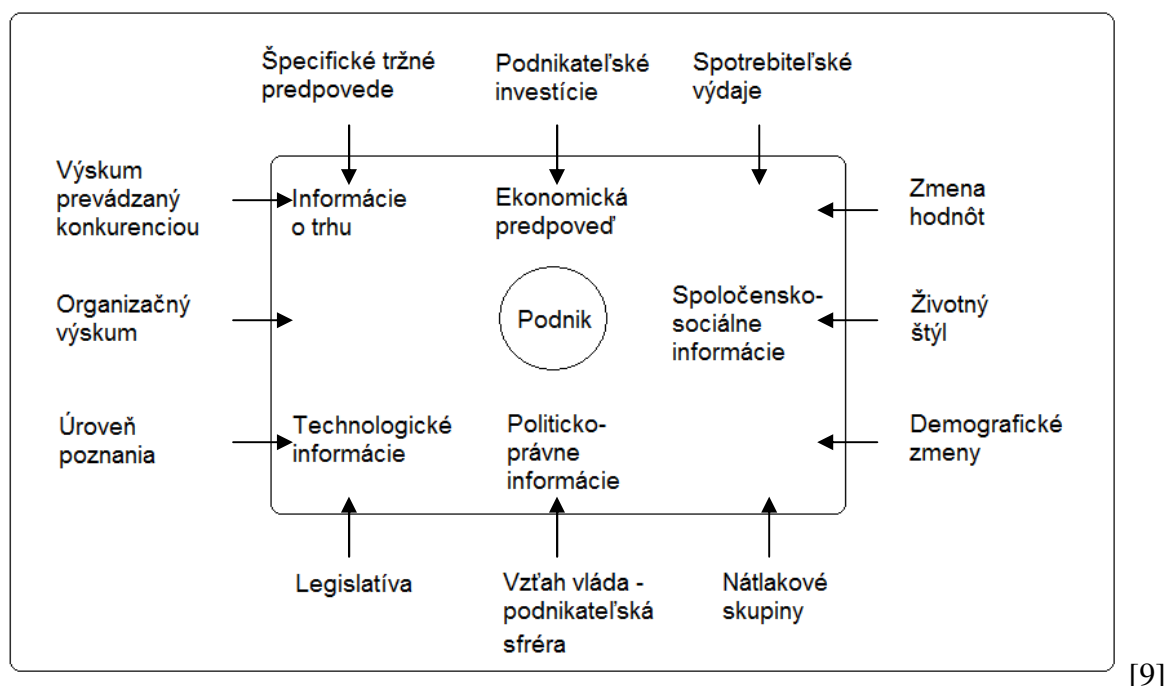 Špecifické tržné
predpovede
Podnikateľské
investície
Spotrebiteľské
výdaje
Výskum
prevádzaný
konkurenciou
Informácie
o trhu
Ekonomická
predpoveď
Zmena
hodnôt
Organizačný
výskum
Podnik
Spoločensko-
sociálne
informácie
Životný
štýl
Úroveň
poznania
Technologické
informácie
Politicko-
právne
informácie
Demografické
zmeny
Legislatíva
Vzťah vláda -
podnikateľská
sfréra
Nátlakové
skupiny
[9]